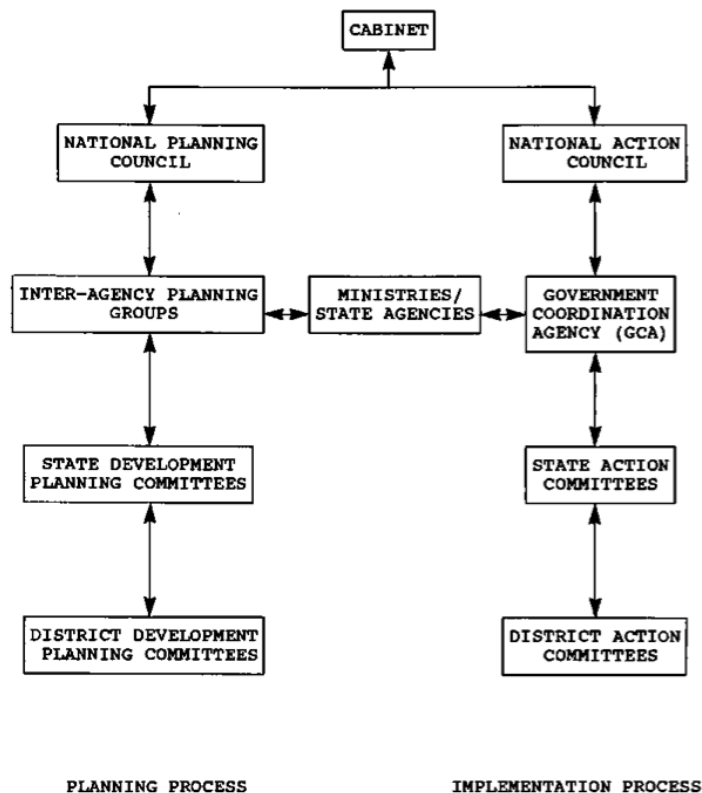 CABINET
NATIONAL PLANNING
COUNCIL
NATIONAL ACTION
COUNCIL
INTER-AGENCY PLANNING
GROUPS
MINISTRIES/
STATE AGENCIES
GOVERNMENT
COORDINATION
AGENCY (GCA)
STATE DEVELOPMENT
PLANNING COMMITTEES
STATE ACTION
COMMITTEES
DISTRICT DEVELOPMENT
PLANNING COMMITTEES
DISTRICT ACTION
COMMITTEES
PLANNING PROCESS
IMPLEMENTATION PROCESS